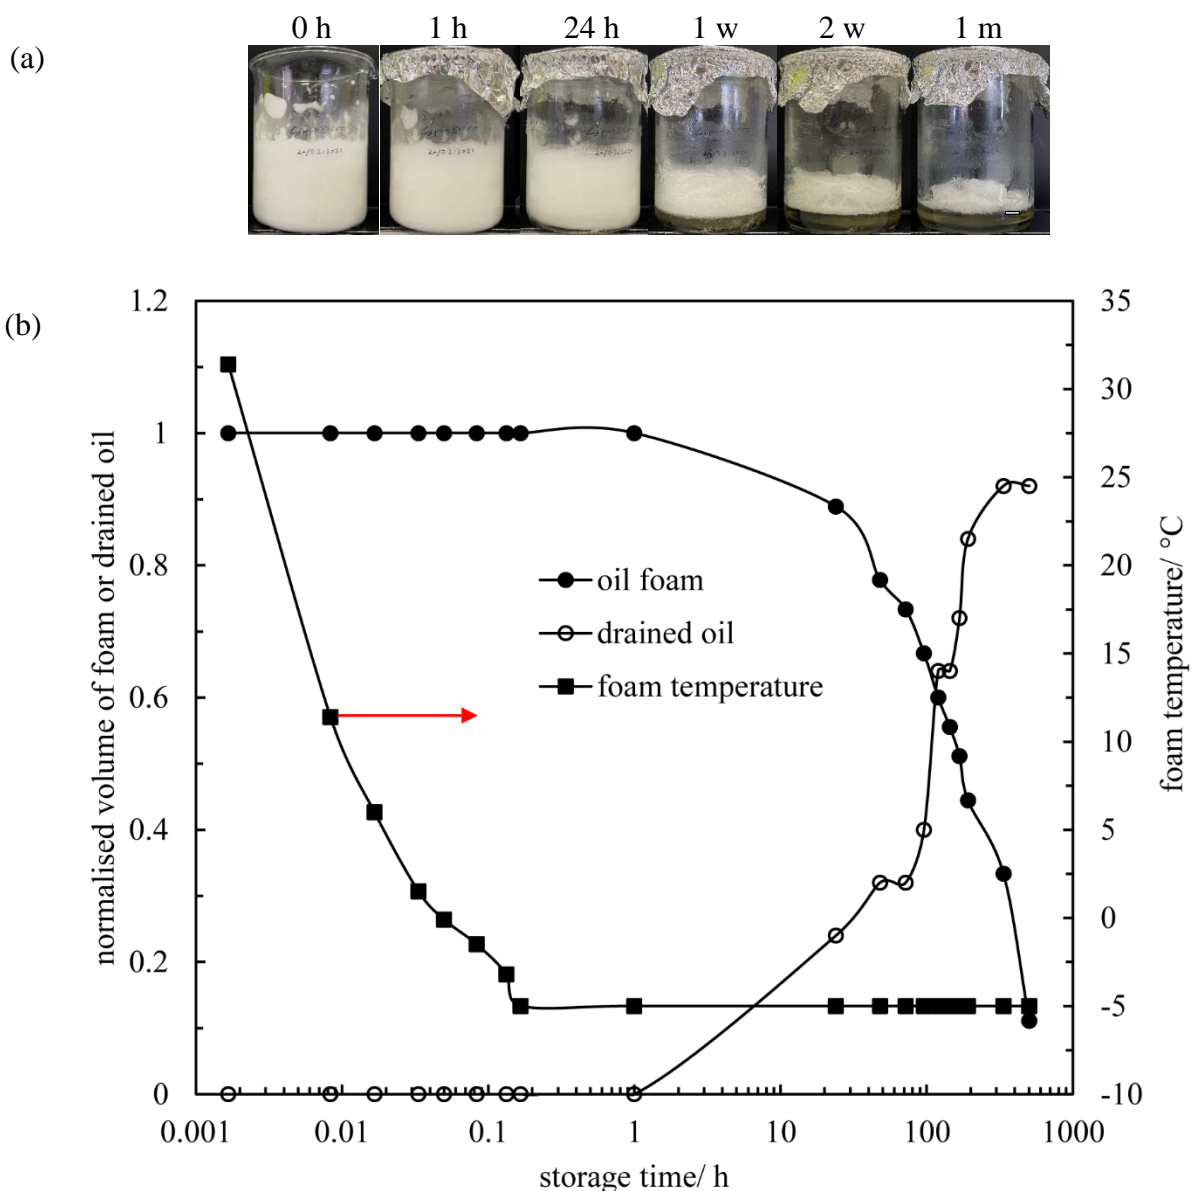 (a)
0 h 1 h 24 h 1 w 2 w 1 m
(b)
normalised volume of foam or drained oil
1.2
1
0.8
0.6
0.4
0.2
0
oil foam
drained oil
foam temperature
35
30
25
20
15
10
5
0
-5
-10
foam temperature/ °C
0.001 0.01 0.1 1 10 100 1000
storage time/ h